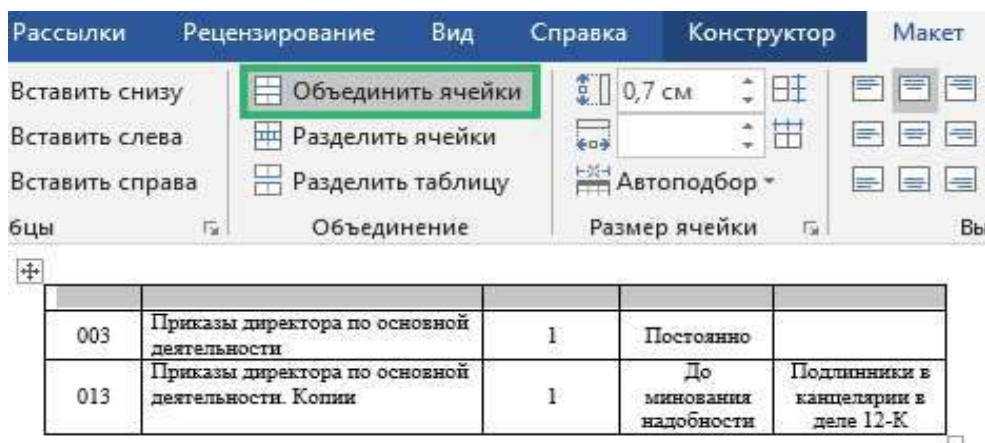 Рассылки Рецензирование Вид Справка Конструктор Макет
Вставить снизу Объединить ячейки 0,7 см
Вставить слева Разделить ячейки
Вставить справа Разделить таблицу Автоподбор
бцы Объединение Размер ячейки Вы
003 Приказы директора по основной деятельности 1 Постоянно
013 Приказы директора по основной деятельности. Копии 1 До минования надобности Подлинники в канцелярии в деле 12-К